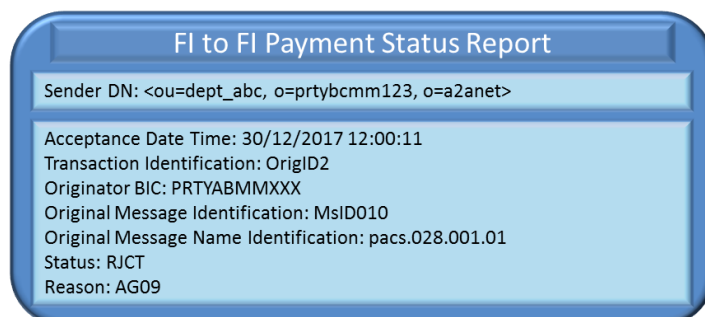 FI to FI Payment Status Report
Sender DN: <ou=dept_abc, o=prtybcmm123, o=a2anet>
Acceptance Date Time: 30/12/2017 12:00:11
Transaction Identification: OrigID2
Originator BIC: PRTYABMMXXX
Original Message Identification: MsID010
Original Message Name Identification: pacs.028.001.01
Status: RJCT
Reason: AG09